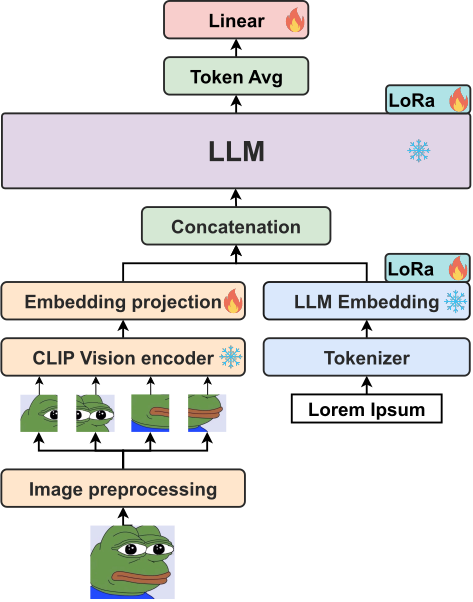 Linear
Token Avg
LoRa
LLM
Concatenation
LoRa
Embedding projection
LLM Embedding
CLIP Vision encoder
Tokenizer
Lorem Ipsum
Image preprocessing